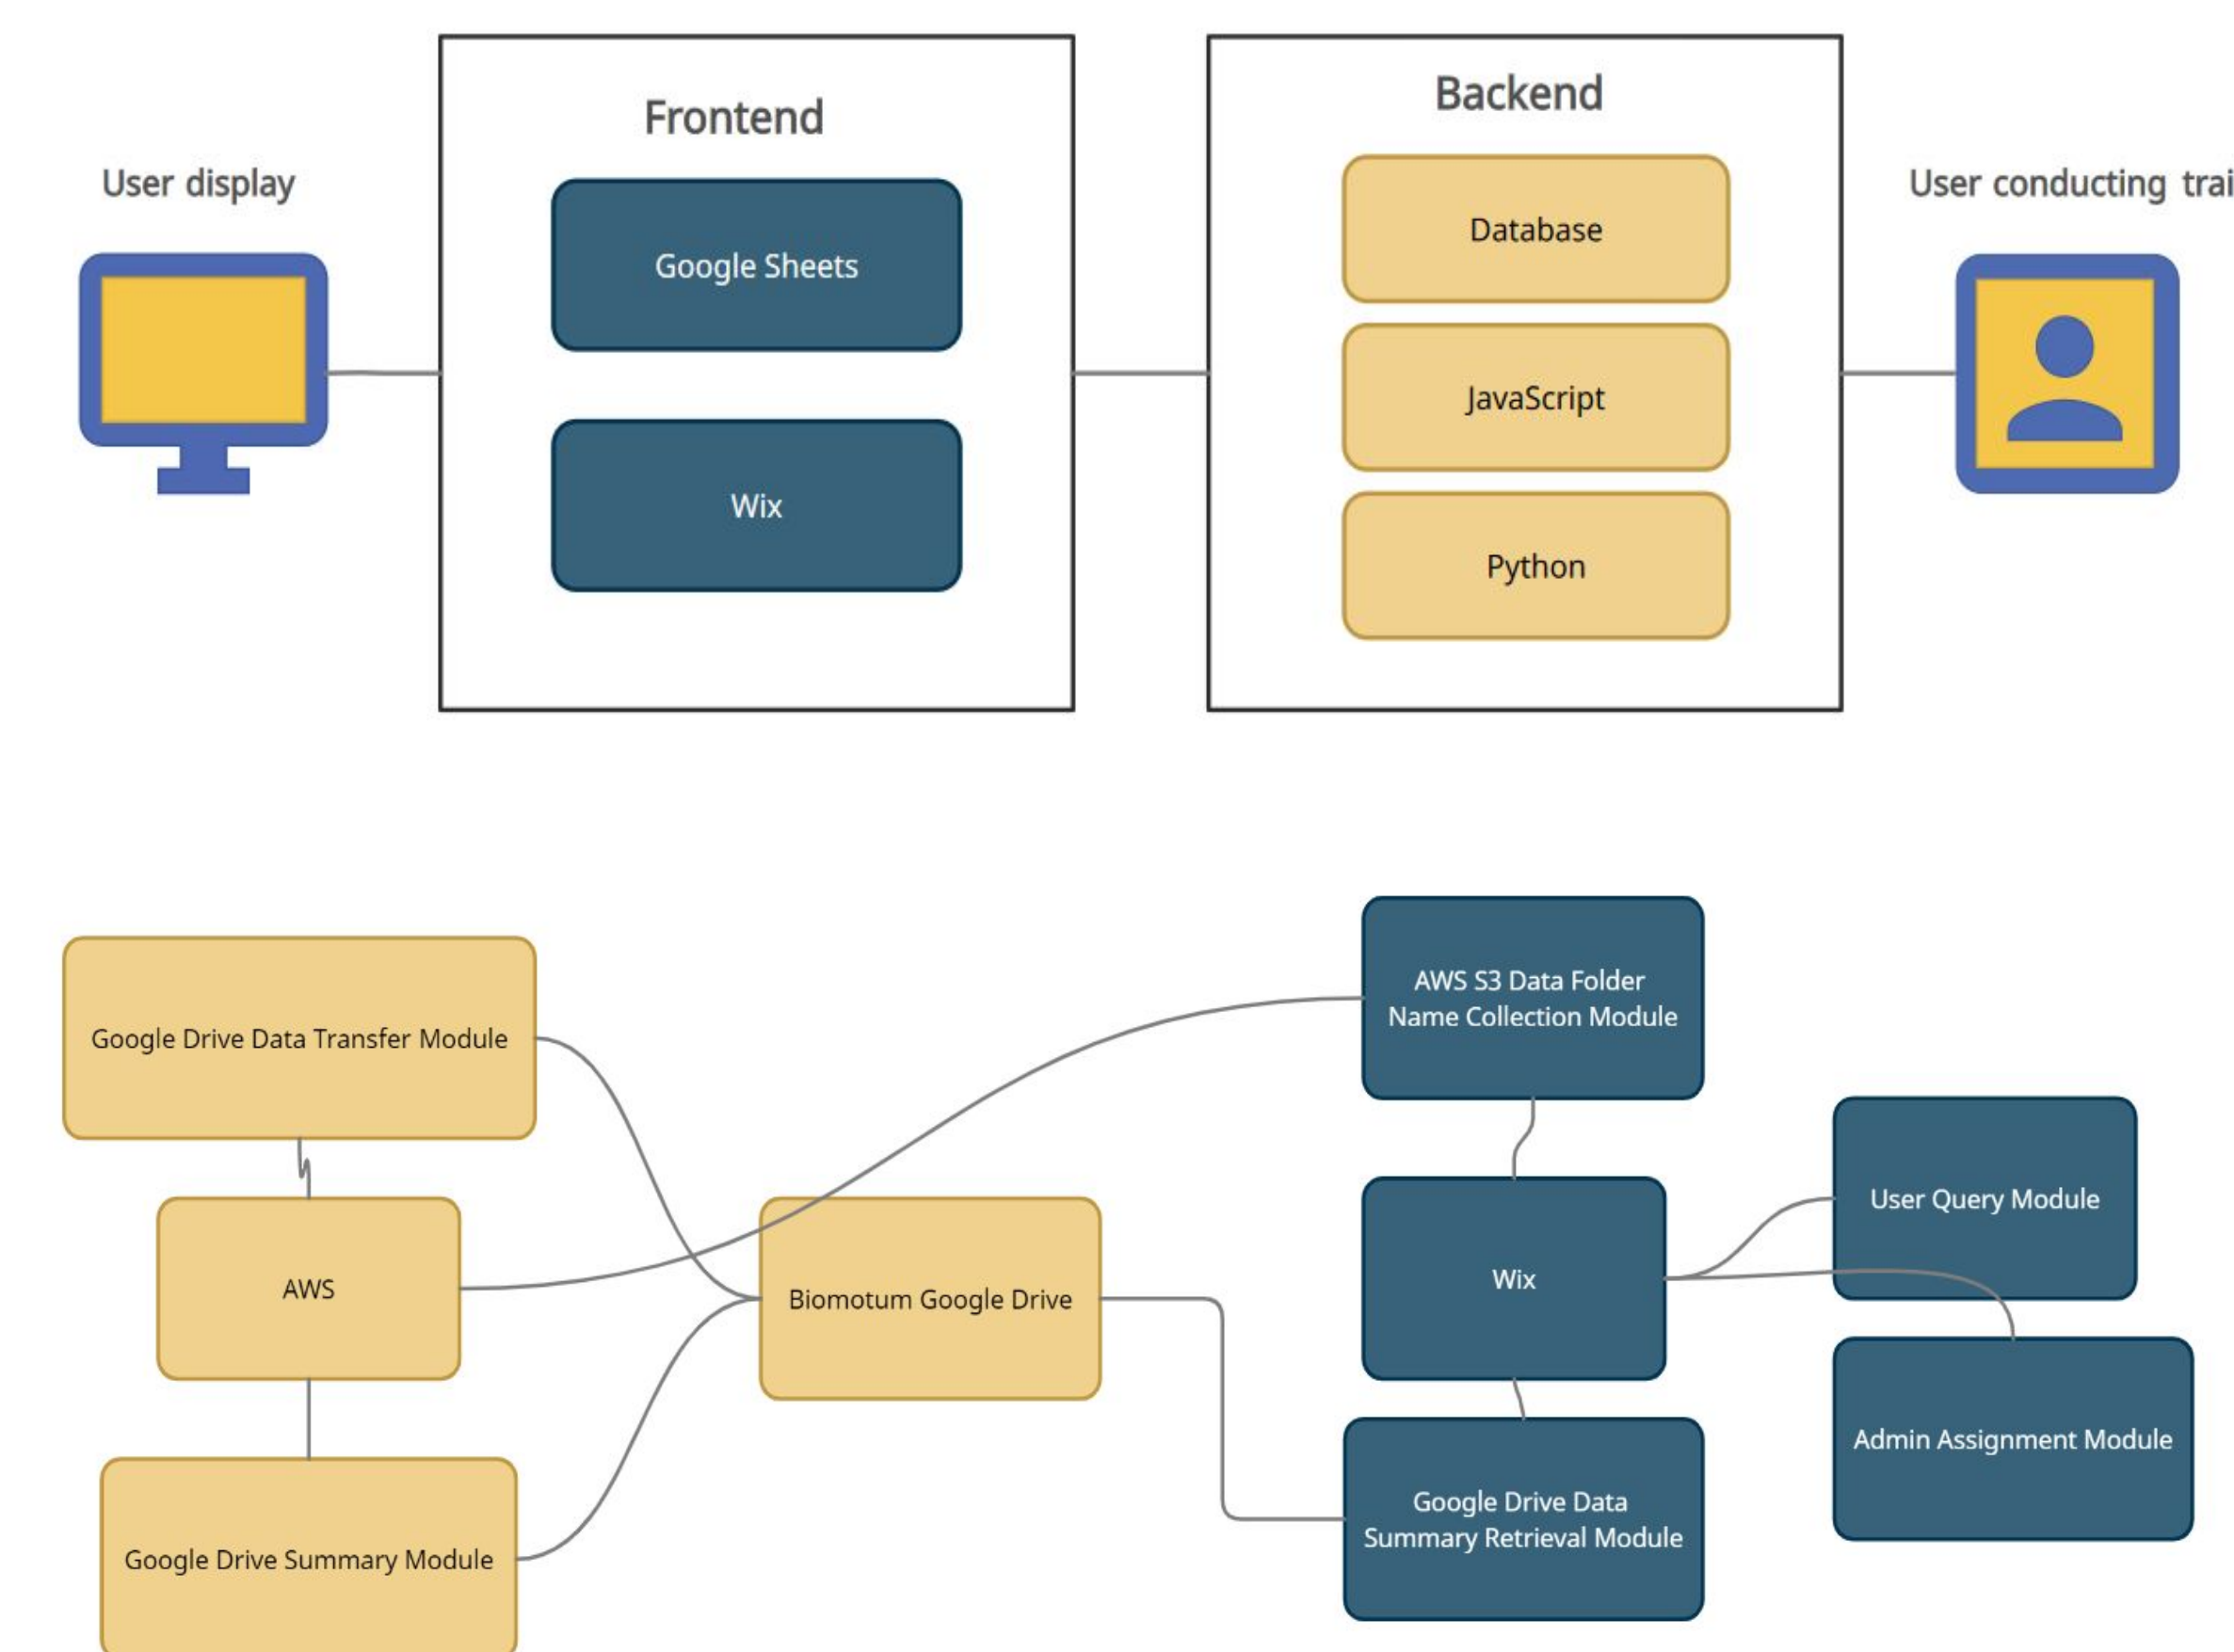 Frontend
Backend
User display
User conducting trai
Google Sheets
Wix
Database
JavaScript
Python
Google Drive Data Transfer Module
AWS
Google Drive Summary Module
Biomotum Google Drive
AWS S3 Data Folder
Name Collection Module
Wix
Google Drive Data
Summary Retrieval Module
User Query Module
Admin Assignment Module